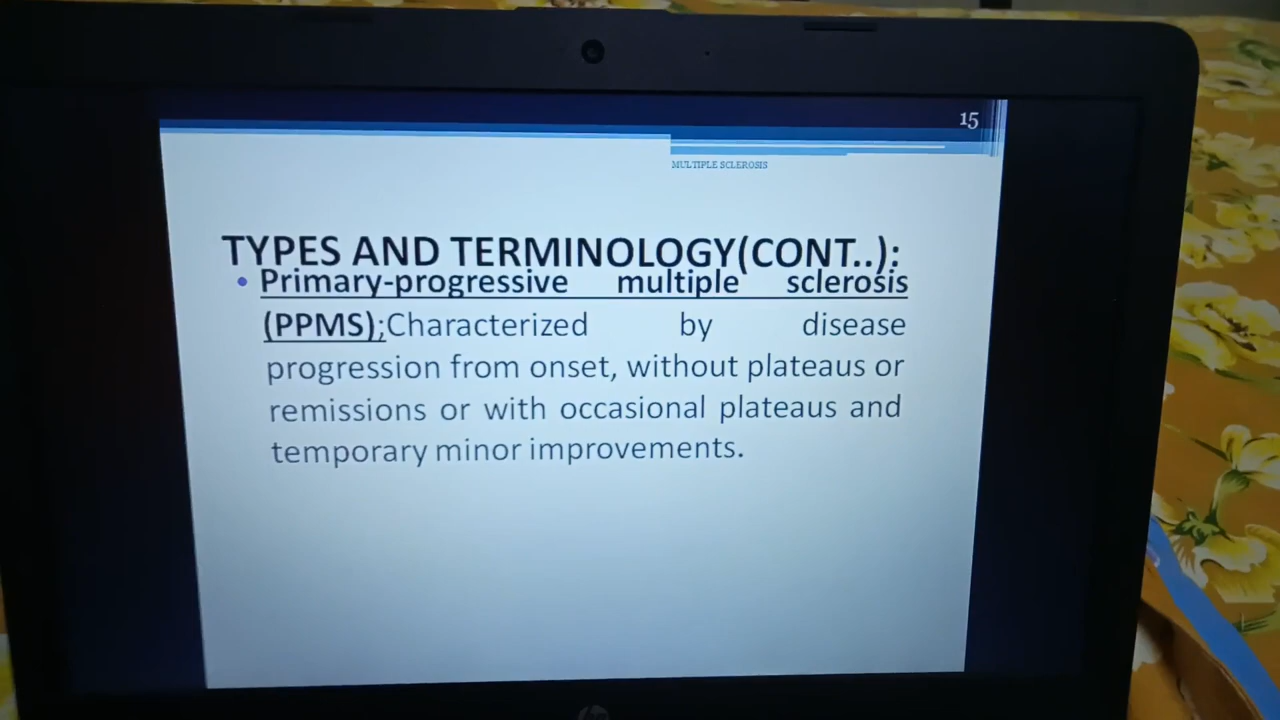 15
MULTIPLE SCLEROSIS
TYPES AND TERMINOLOGY(CONT..):
• Primary-progressive multiple sclerosis
(PPMS);Characterized by disease
progression from onset, without plateaus or
remissions or with occasional plateaus and
temporary minor improvements.
hp